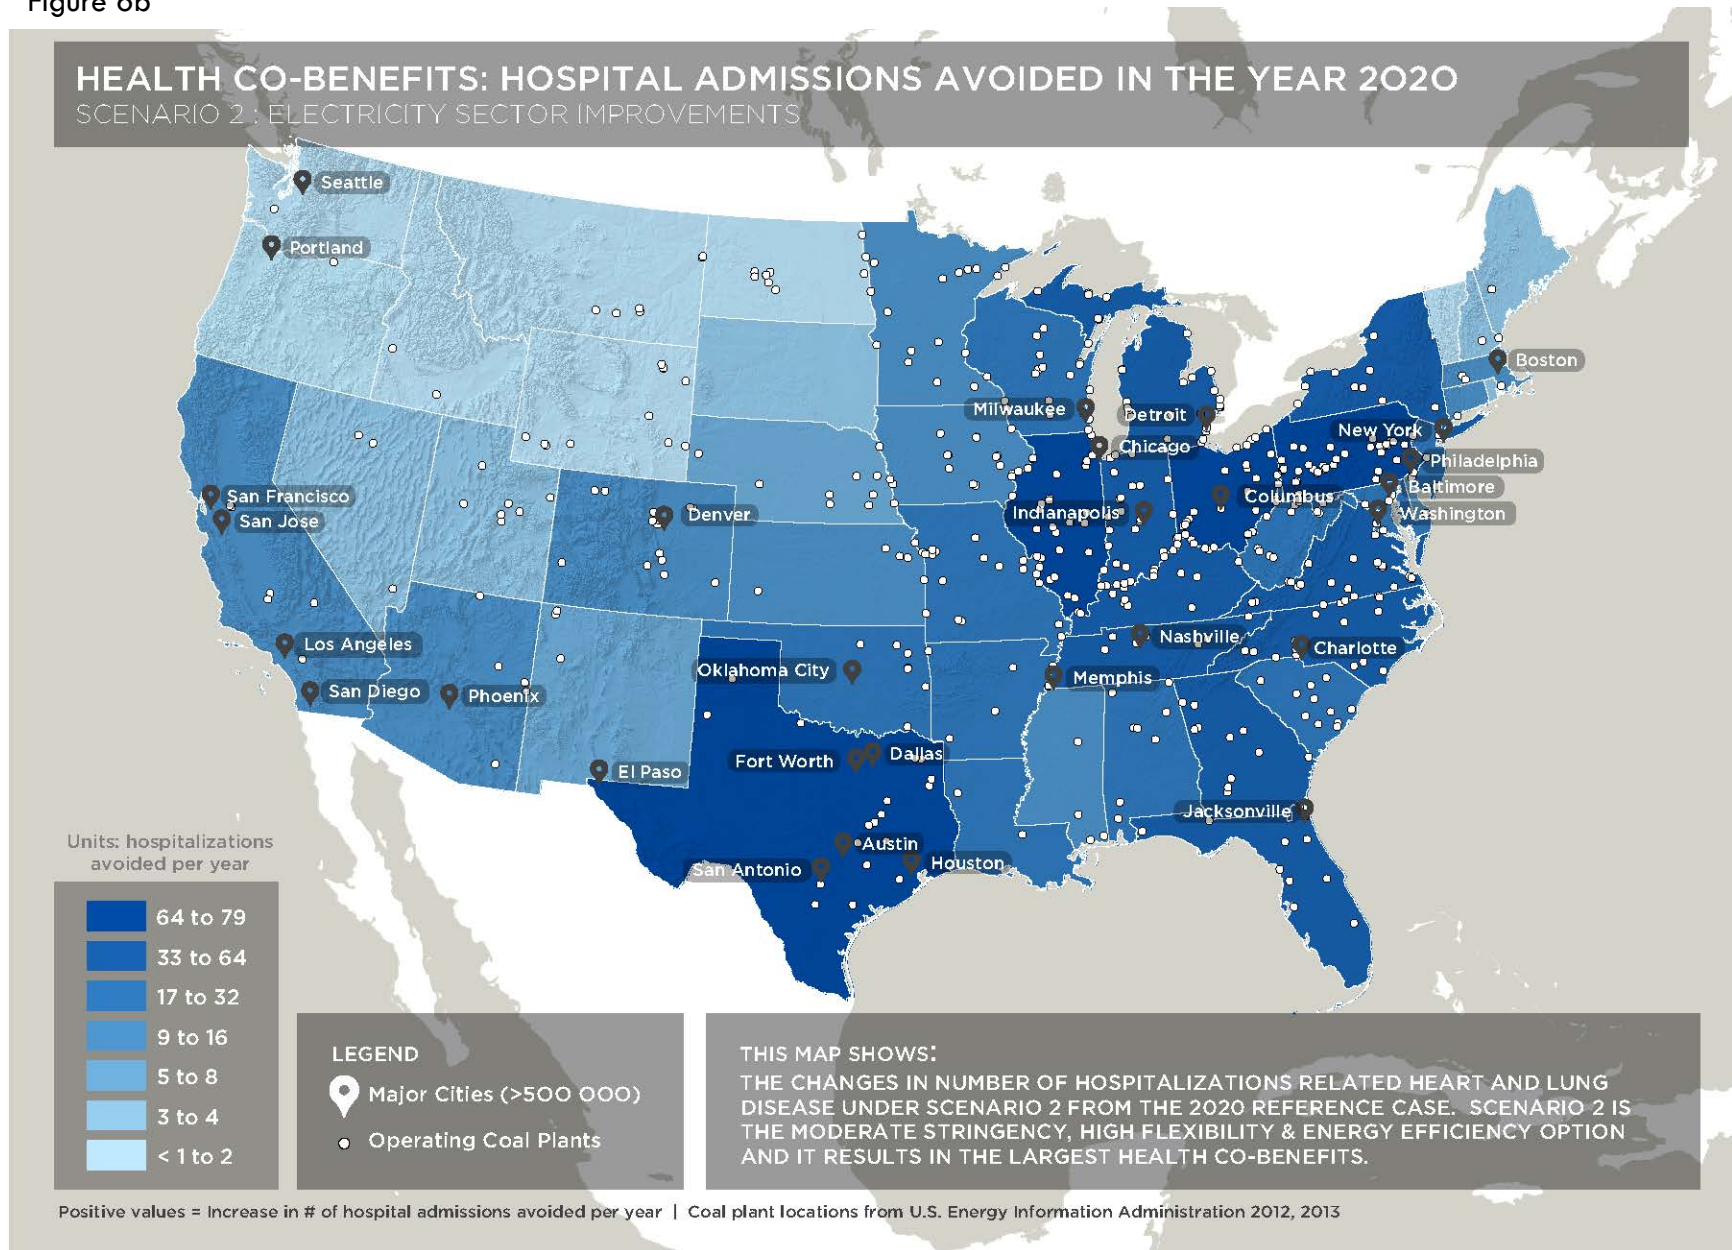 Figure 6b
HEALTH CO-BENEFITS: HOSPITAL ADMISSIONS AVOIDED IN THE YEAR 2020
SCENARIO 2 : ELECTRICITY SECTOR IMPROVEMENTS
Seattle
Portland
Boston
Milwaukee
Detroit
New York
Chicago
Philadelphia
Baltimore
San Francisco
Columbus
San Jose
Denver
Indianapolis
Washington
Los Angeles
Nashville
Charlotte
Oklahoma City
Memphis
San Diego
Phoenix
Fort Worth
Dallas
El Paso
Jacksonville
Austin
San Antonio
Houston
Units: hospitalizations
avoided per year
64 to 79
33 to 64
17 to 32
9 to 16
5 to 8
3 to 4
< 1 to 2
LEGEND
Major Cities (>500 000)
Operating Coal Plants
THIS MAP SHOWS:
THE CHANGES IN NUMBER OF HOSPITALIZATIONS RELATED HEART AND LUNG
DISEASE UNDER SCENARIO 2 FROM THE 2020 REFERENCE CASE. SCENARIO 2 IS
THE MODERATE STRINGENCY, HIGH FLEXIBILITY & ENERGY EFFICIENCY OPTION
AND IT RESULTS IN THE LARGEST HEALTH CO-BENEFITS.
Positive values = Increase in # of hospital admissions avoided per year | Coal plant locations from U.S. Energy Information Administration 2012, 2013